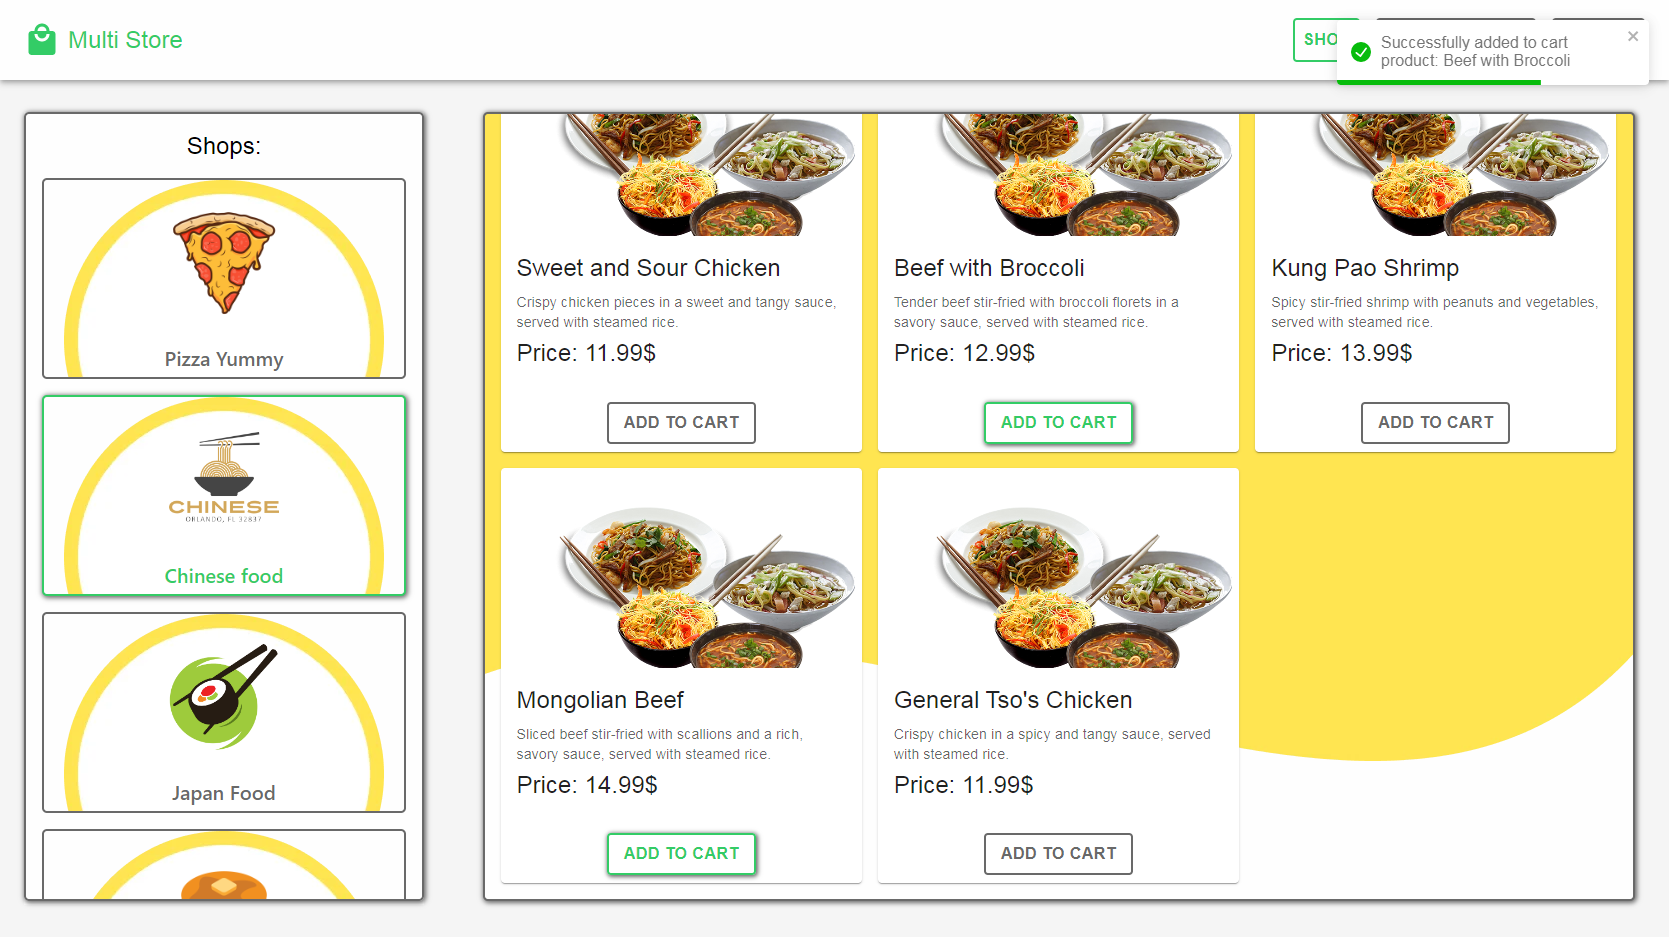 Multi Store
SHO
Successfully added to cart
product: Beef with Broccoli
Shops:
Pizza Yummy
CHINESE
ORLANDO, FL 32837
Chinese food
Japan Food
Sweet and Sour Chicken
Crispy chicken pieces in a sweet and tangy sauce,
served with steamed rice.
Price: 11.99$
ADD TO CART
Beef with Broccoli
Tender beef stir-fried with broccoli florets in a
savory sauce, served with steamed rice.
Price: 12.99$
ADD TO CART
Kung Pao Shrimp
Spicy stir-fried shrimp with peanuts and vegetables,
served with steamed rice.
Price: 13.99$
ADD TO CART
Mongolian Beef
Sliced beef stir-fried with scallions and a rich,
savory sauce, served with steamed rice.
Price: 14.99$
ADD TO CART
General Tso's Chicken
Crispy chicken in a spicy and tangy sauce, served
with steamed rice.
Price: 11.99$
ADD TO CART